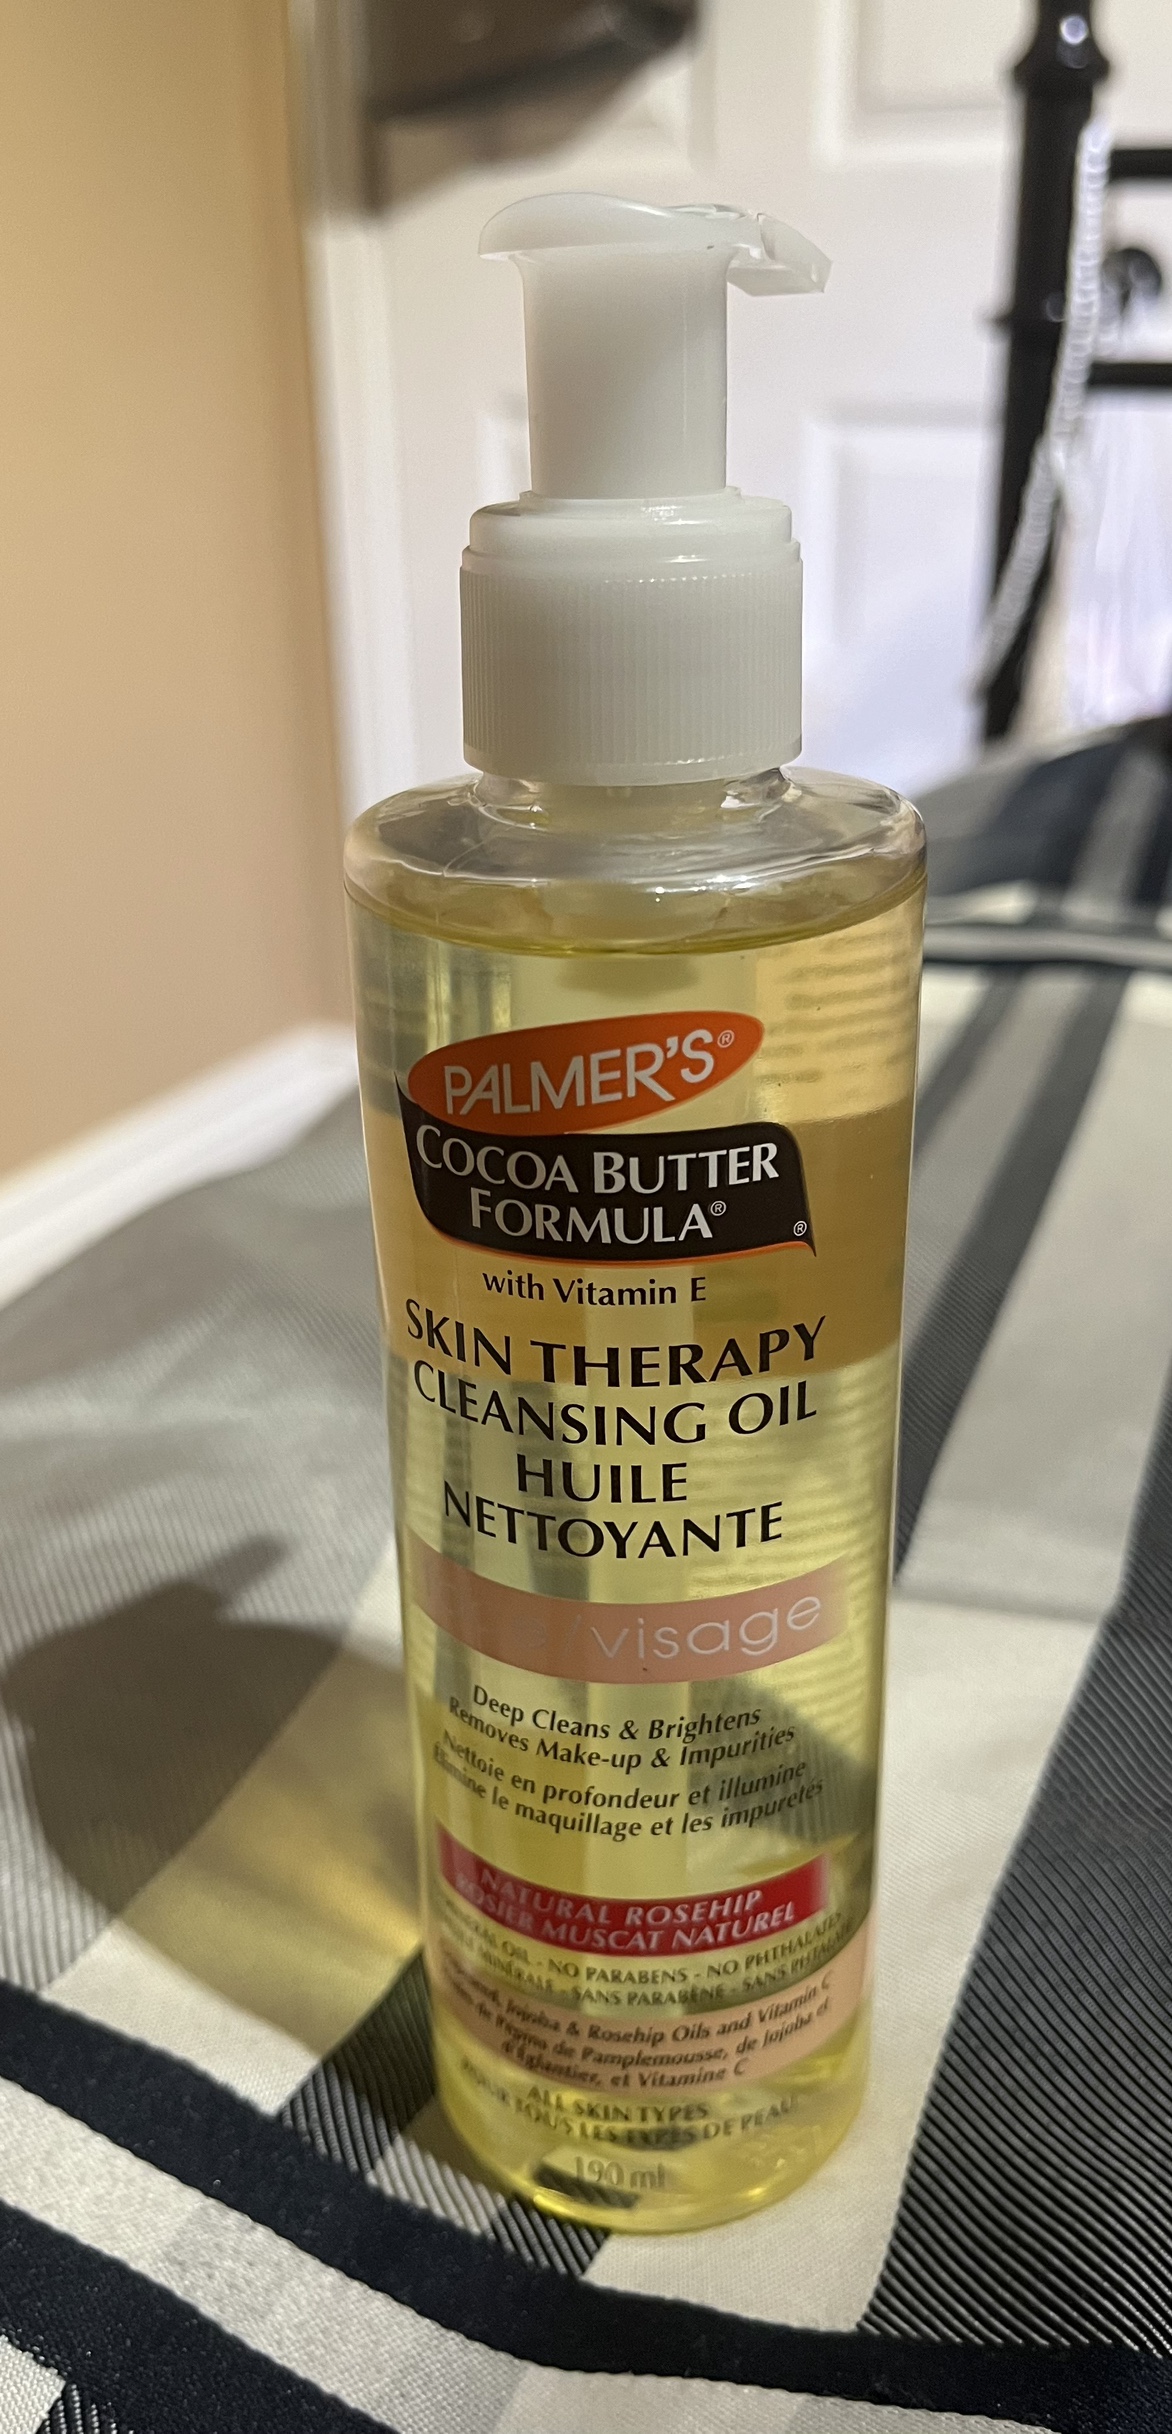 PALMER'S®
COCOA BUTTER
FORMULA®
®
with Vitamin E
SKIN THERAPY
CLEANSING OIL
HUILE
NETTOYANTE
/visage
Deep Cleans & Brightens
Removes Make-up & Impurities
Nettoie en profondeur et illumine
Élimine le maquillage et les impuretés
NATURAL ROSEHIP
ROSIER MUSCAT NATUREL
OIL - NO PARABENS - NO PHTHALATES
MINÉRALE - SANS PARABÈNE - SANS PHTALATE
Jojoba & Rosehip Oils and Vitamin C
de Pamplemousse, de Jojoba et
d'Églantier, et Vitamine C
ALL SKIN TYPES
POUR TOUS LES TYPES DE PEAU
190 ml